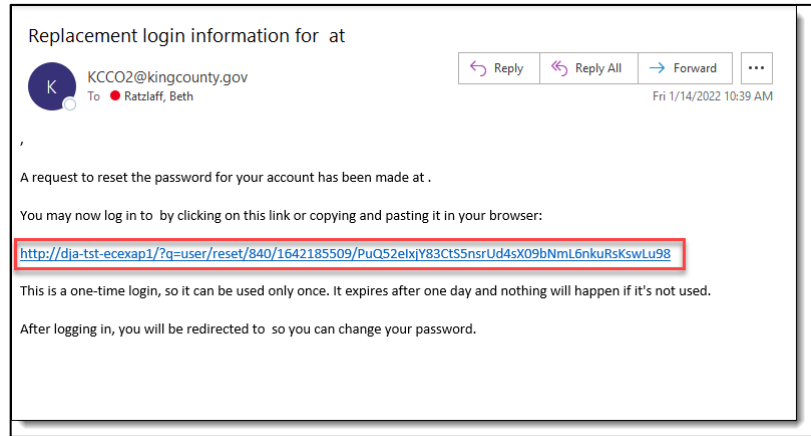 Replacement login information for at
K
KCCO2@kingcounty.gov
To Ratzlaff, Beth
Reply
Reply All
Forward
...
Fri 1/14/2022 10:39 AM
,
A request to reset the password for your account has been made at .
You may now log in to by clicking on this link or copying and pasting it in your browser:
http://dja-tst-ecexap1/?q=user/reset/840/1642185509/PuQ52eIxjY83CtS5nsrUd4sX09bNmL6nkuRsKswLu98
This is a one-time login, so it can be used only once. It expires after one day and nothing will happen if it's not used.
After logging in, you will be redirected to so you can change your password.